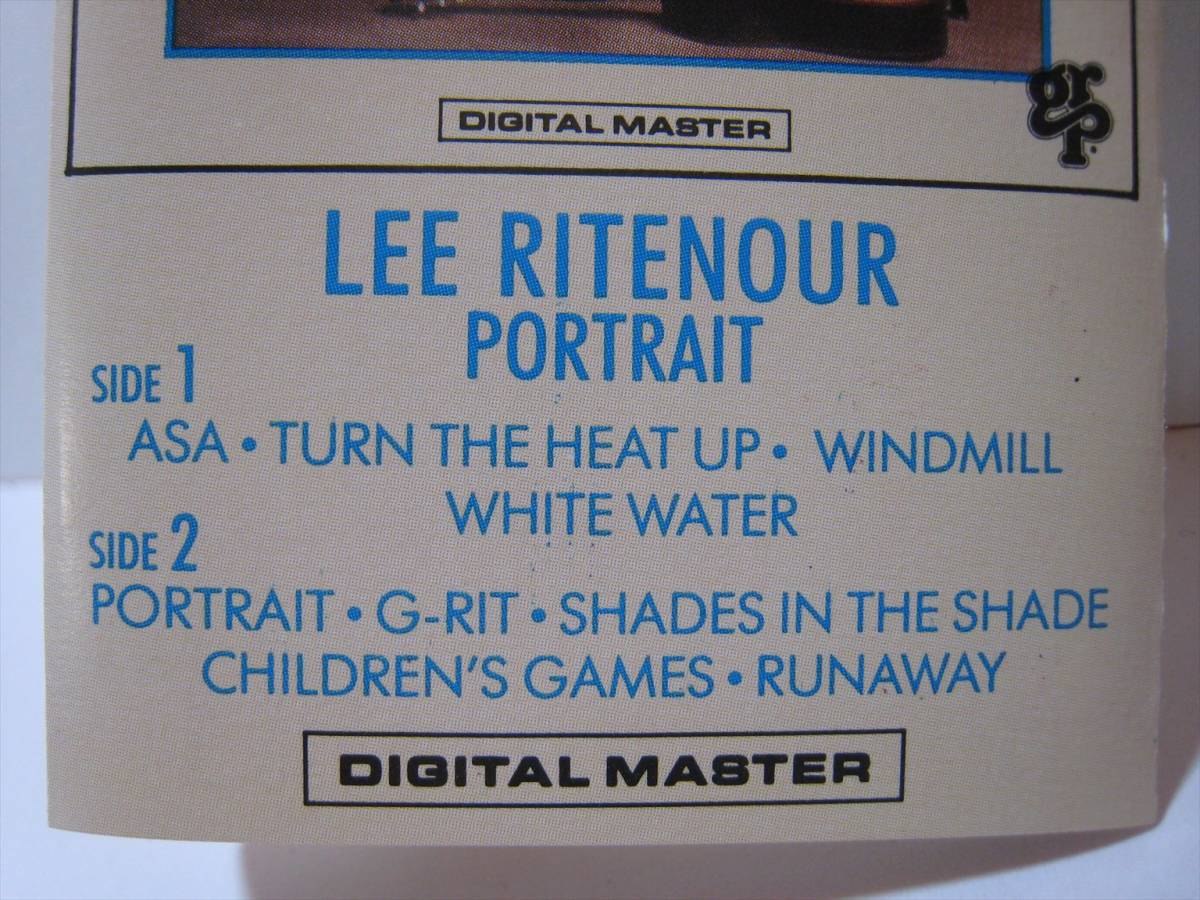 DIGITAL MASTER
grp
LEE RITENOUR
PORTRAIT
SIDE 1
ASA • TURN THE HEAT UP • WINDMILL
WHITE WATER
SIDE 2
PORTRAIT • G-RIT • SHADES IN THE SHADE
CHILDREN'S GAMES • RUNAWAY
DIGITAL MASTER